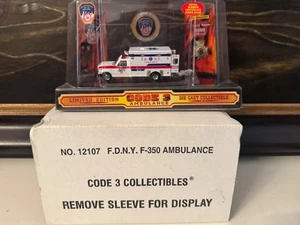 LIMITED EDITION
CODE 3
AMBULANCE
DIE CAST COLLECTIBLE
NO. 12107 F.D.N.Y. F-350 AMBULANCE
CODE 3 COLLECTIBLES®
REMOVE SLEEVE FOR DISPLAY